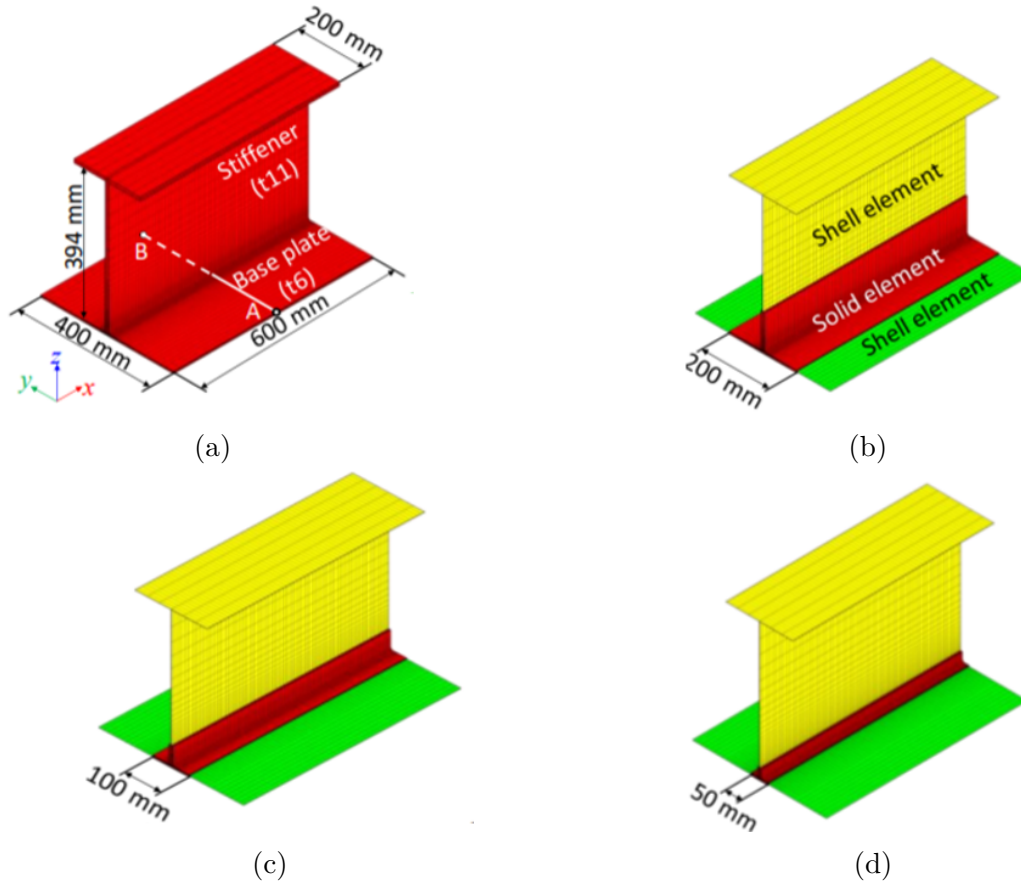 200 mm
Stiffener
(t11)
394 mm
B
Base plate
(t6)
A
400 mm
600 mm
z
y
x
(a)
Shell element
Solid element
Shell element
200 mm
(b)
100 mm
(c)
50 mm
(d)